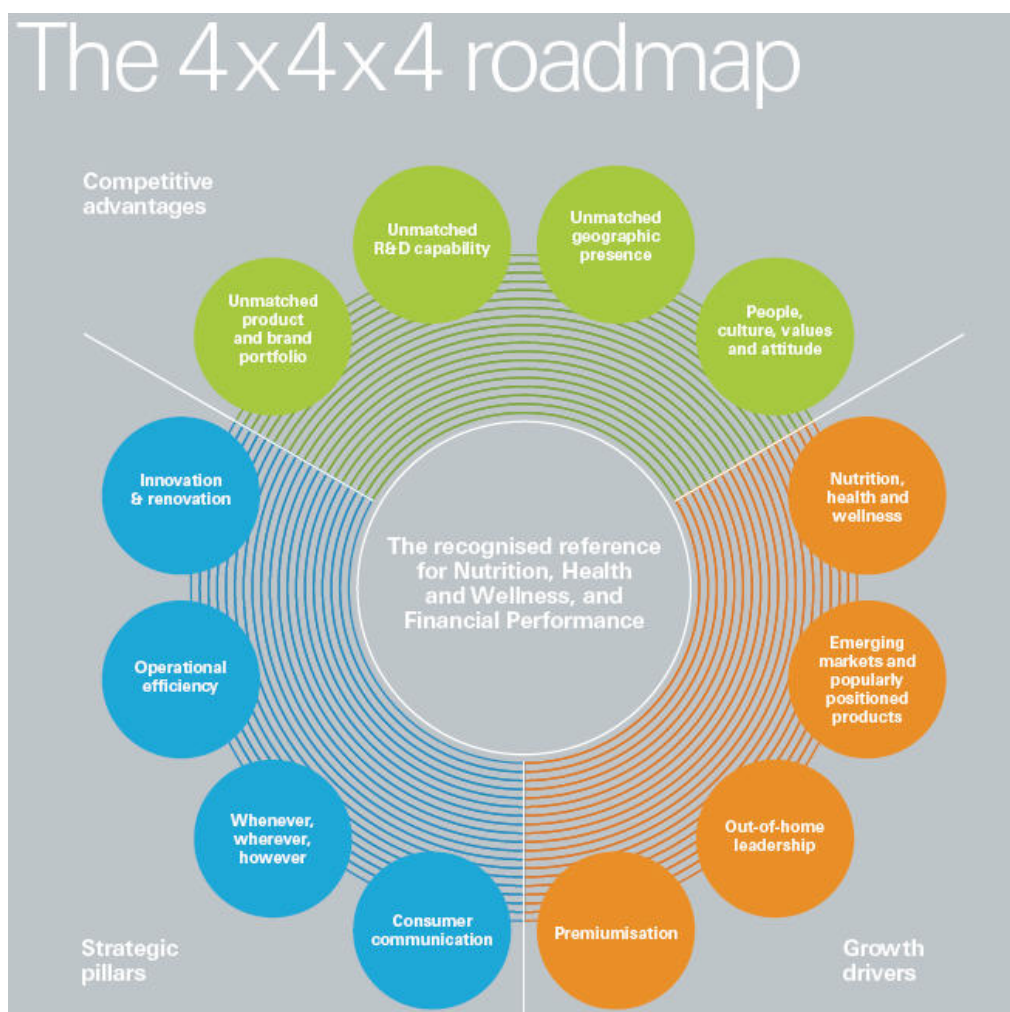 The 4x4x4 roadmap
Competitive
advantages
Unmatched
product
and brand
portfolio
Unmatched
R&D capability
Unmatched
geographic
presence
People,
culture, values
and attitude
Innovation
& renovation
Operational
efficiency
Whenever,
wherever,
however
Consumer
communication
Strategic
pillars
The recognised reference
for Nutrition, Health
and Wellness, and
Financial Performance
Nutrition,
health and
wellness
Emerging
markets and
popularly
positioned
products
Out-of-home
leadership
Premiumisation
Growth
drivers